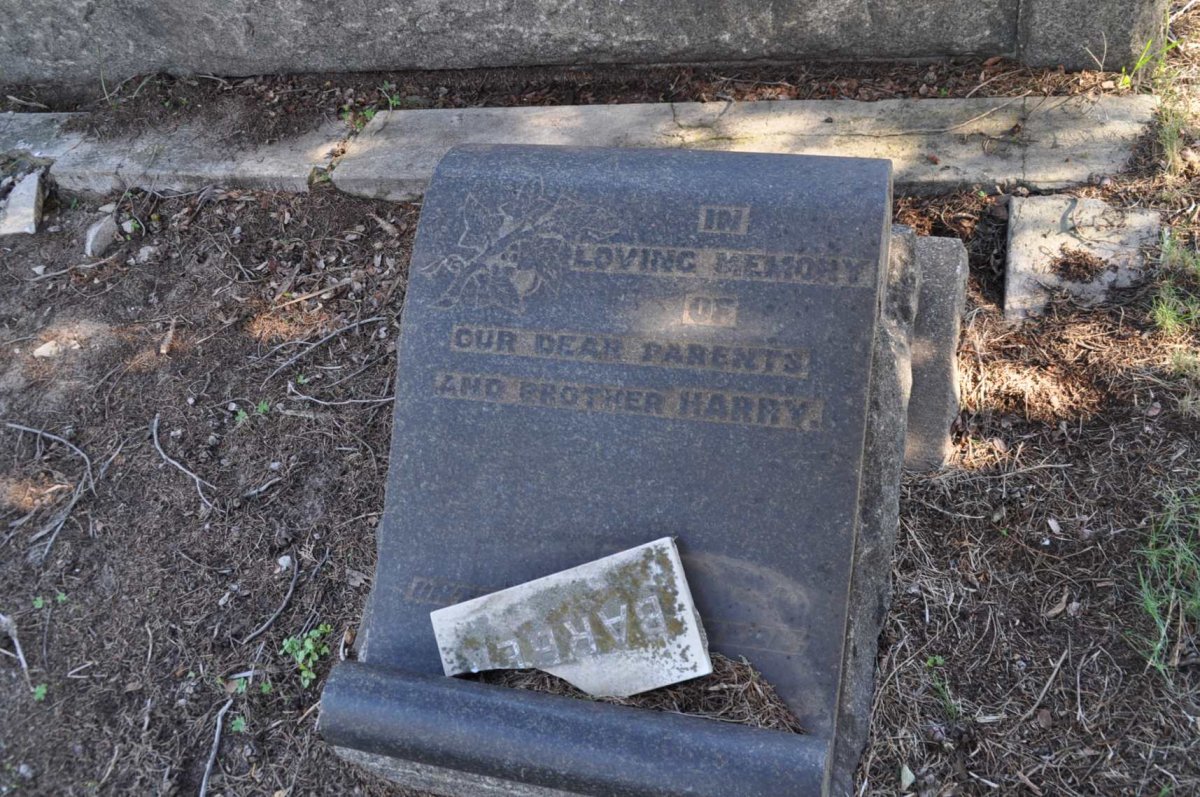 IN
LOVING MEMORY
OF
OUR DEAR PARENTS
AND BROTHER HARRY.